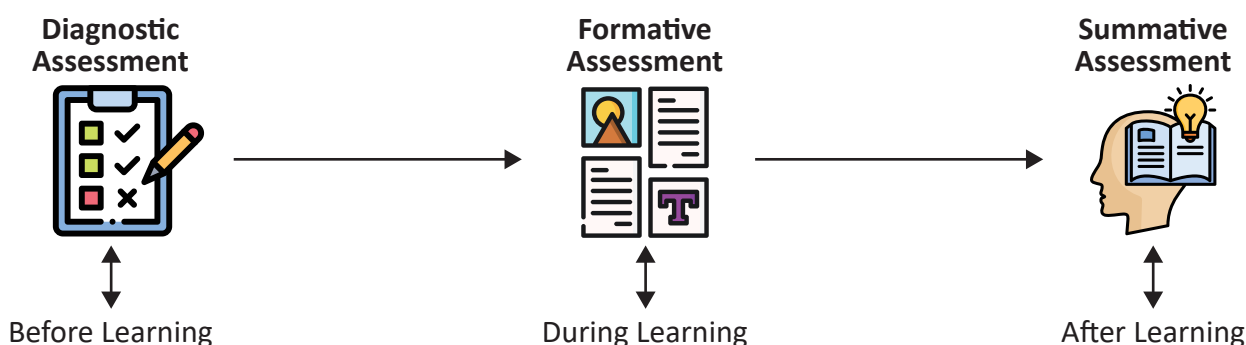 Diagnostic
Assessment
Formative
Assessment
Summative
Assessment
T
Before Learning
During Learning
After Learning